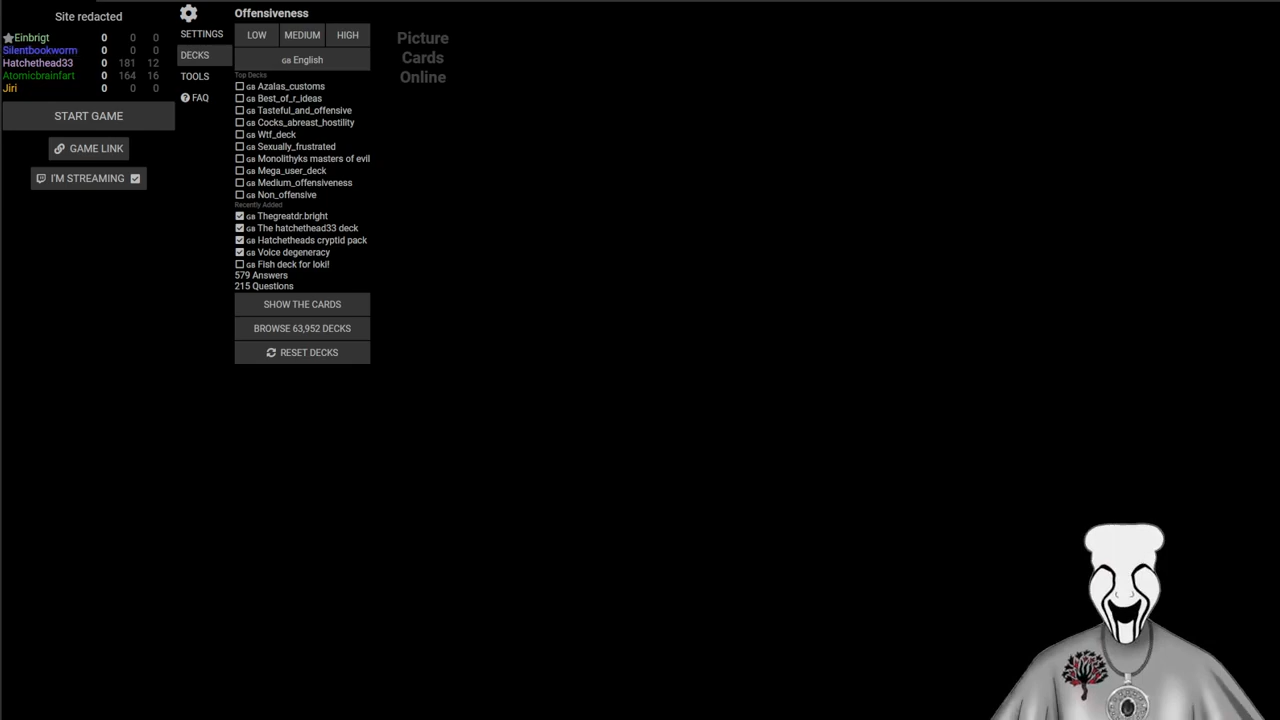 Site redacted
Einbrigt 0 0 0
Silentbookworm 0 0 0
Hatchethead33 0 181 12
Atomicbrainfart 0 164 16
Jiri 0 0 0
START GAME
GAME LINK
I'M STREAMING
SETTINGS
DECKS
TOOLS
FAQ
Offensiveness
LOW MEDIUM HIGH
GB English
Top Decks
GB Azalas_customs
GB Best_of_r_ideas
GB Tasteful_and_offensive
GB Cocks_abreast_hostility
GB Wtf_deck
GB Sexually_frustrated
GB Monolithyks masters of evil
GB Mega_user_deck
GB Medium_offensiveness
GB Non_offensive
Recently Added
GB Thegreatdr.bright
GB The hatchethead33 deck
GB Hatchetheads cryptid pack
GB Voice degeneracy
GB Fish deck for loki!
579 Answers
215 Questions
SHOW THE CARDS
BROWSE 63,952 DECKS
RESET DECKS
Picture
Cards
Online